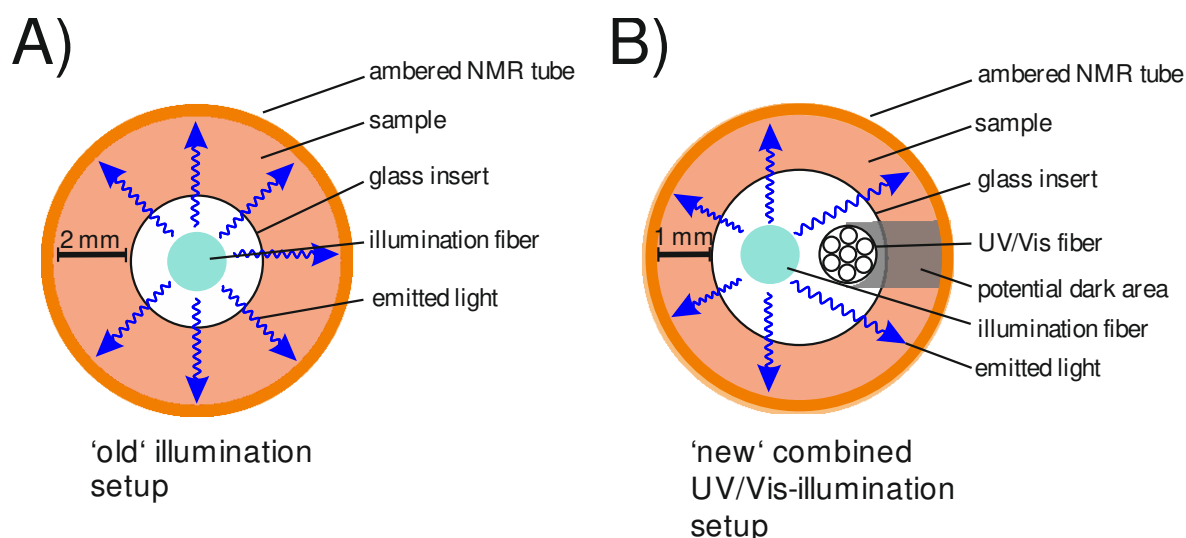 A)
ambered NMR tube
sample
glass insert
2 mm
illumination fiber
emitted light
‘old‘ illumination
setup
B)
ambered NMR tube
sample
glass insert
1 mm
UV/Vis fiber
potential dark area
illumination fiber
emitted light
‘new‘ combined
UV/Vis-illumination
setup